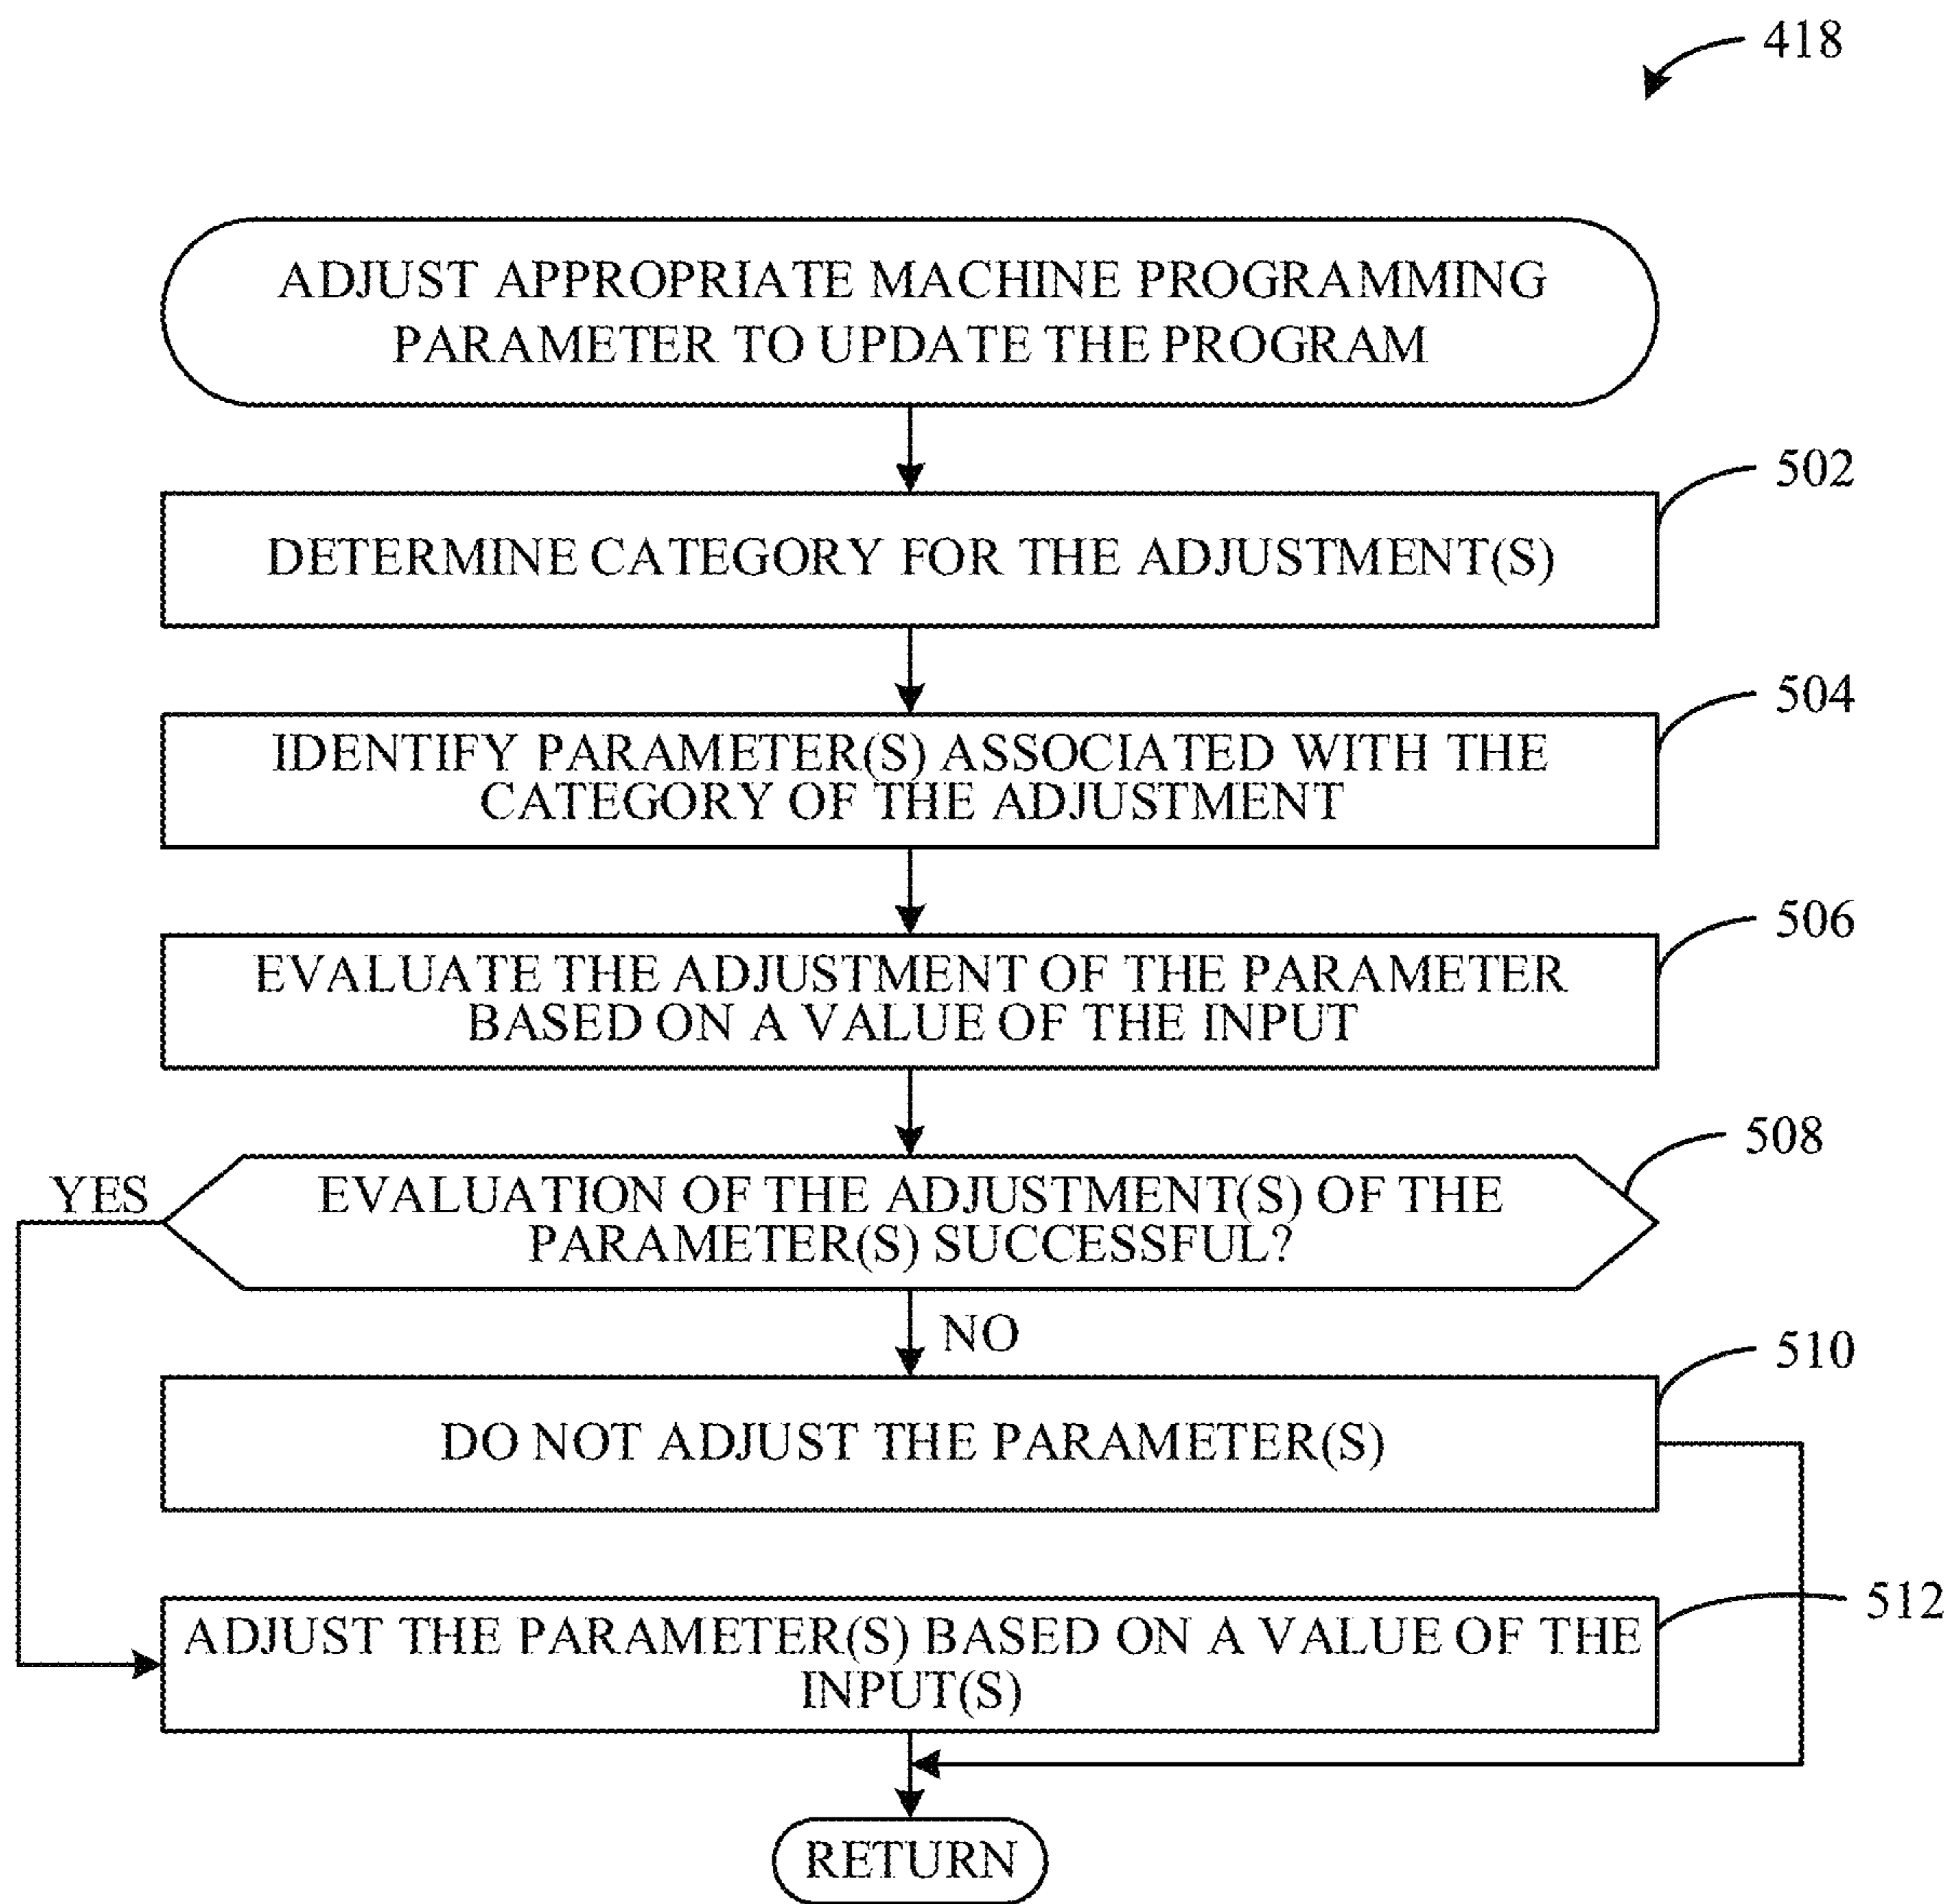 418
ADJUST APPROPRIATE MACHINE PROGRAMMING
PARAMETER TO UPDATE THE PROGRAM
502
DETERMINE CATEGORY FOR THE ADJUSTMENT(S)
504
IDENTIFY PARAMETER(S) ASSOCIATED WITH THE
CATEGORY OF THE ADJUSTMENT
506
EVALUATE THE ADJUSTMENT OF THE PARAMETER
BASED ON A VALUE OF THE INPUT
508
YES
EVALUATION OF THE ADJUSTMENT(S) OF THE
PARAMETER(S) SUCCESSFUL?
NO
510
DO NOT ADJUST THE PARAMETER(S)
512
ADJUST THE PARAMETER(S) BASED ON A VALUE OF THE
INPUT(S)
RETURN